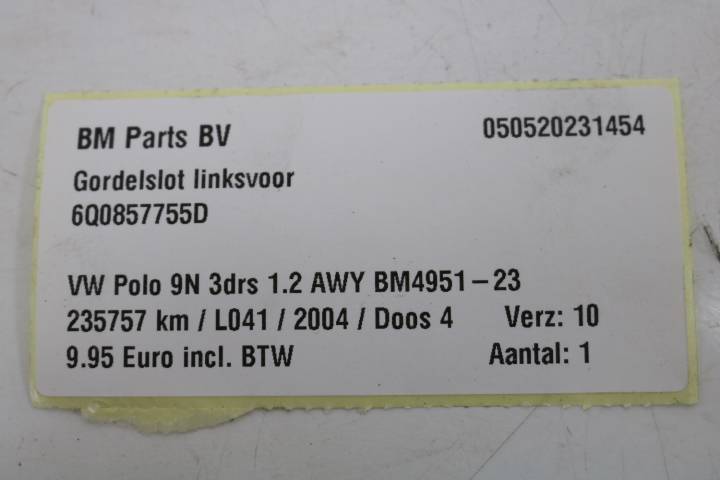 BM Parts BV 050520231454
Gordelslot linksvoor
6Q0857755D
VW Polo 9N 3drs 1.2 AWY BM4951-23
235757 km / L041 / 2004 / Doos 4 Verz: 10
9.95 Euro incl. BTW Aantal: 1